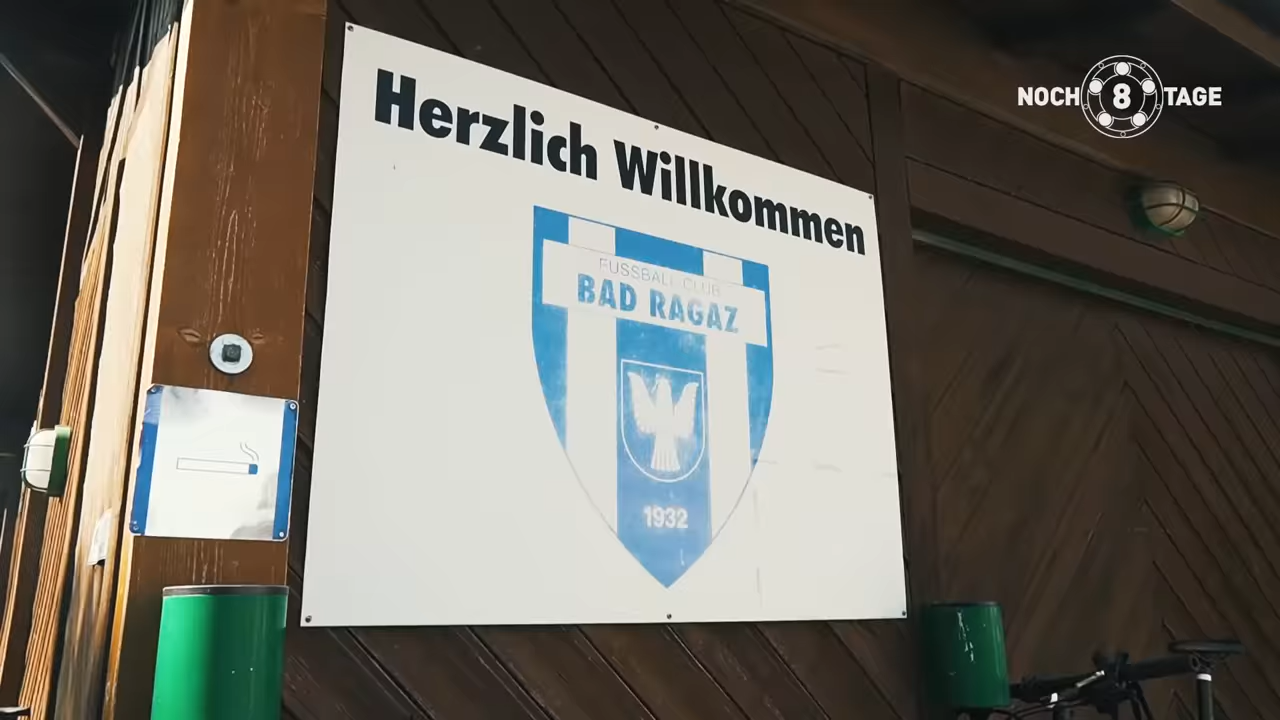 Herzlich Willkommen
FUSSBALL CLUB
BAD RAGAZ
1932
NOCH 8 TAGE